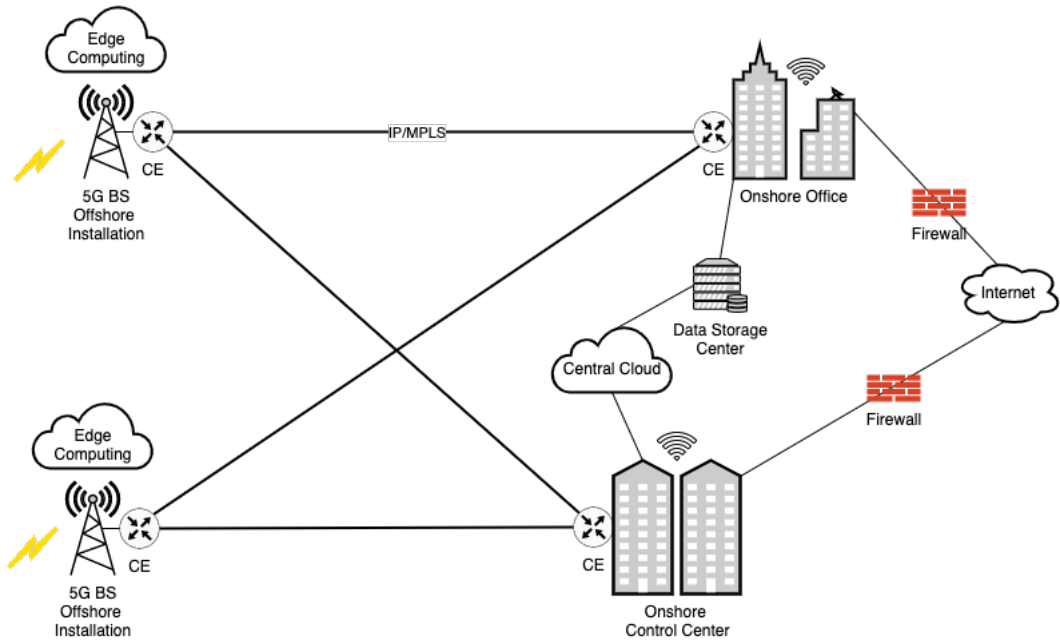 Edge
Computing
IP/MPLS
CE
CE
5G BS
Offshore
Installation
Onshore Office
Firewall
Internet
Data Storage
Center
Central Cloud
Firewall
Edge
Computing
CE
CE
5G BS
Offshore
Installation
Onshore
Control Center